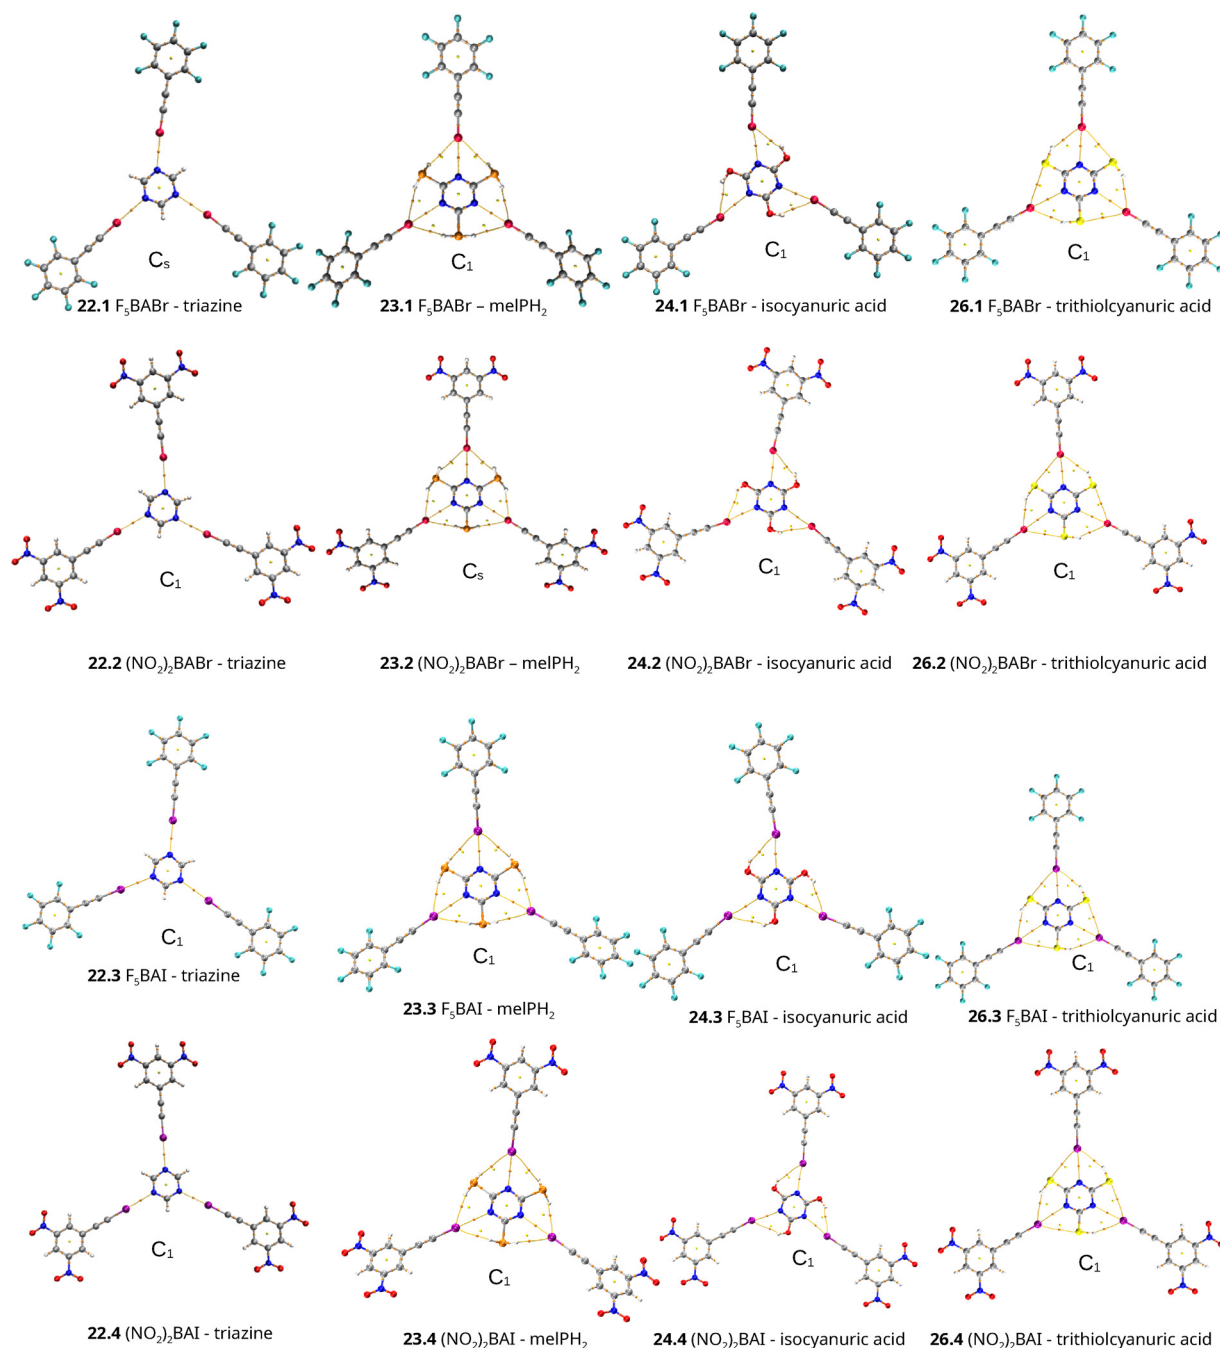 Cs C1 C1 C1
22.1 F5BABr - triazine 23.1 F5BABr – melPH2 24.1 F5BABr - isocyanuric acid 26.1 F5BABr - trithiolcyanuric acid
C1 Cs C1 C1
22.2 (NO2)2BABr - triazine 23.2 (NO2)2BABr – melPH2 24.2 (NO2)2BABr - isocyanuric acid 26.2 (NO2)2BABr - trithiolcyanuric acid
C1 C1 C1 C1
22.3 F5BAI - triazine 23.3 F5BAI - melPH2 24.3 F5BAI - isocyanuric acid 26.3 F5BAI - trithiolcyanuric acid
C1 C1 C1 C1
22.4 (NO2)2BAI - triazine 23.4 (NO2)2BAI - melPH2 24.4 (NO2)2BAI - isocyanuric acid 26.4 (NO2)2BAI - trithiolcyanuric acid